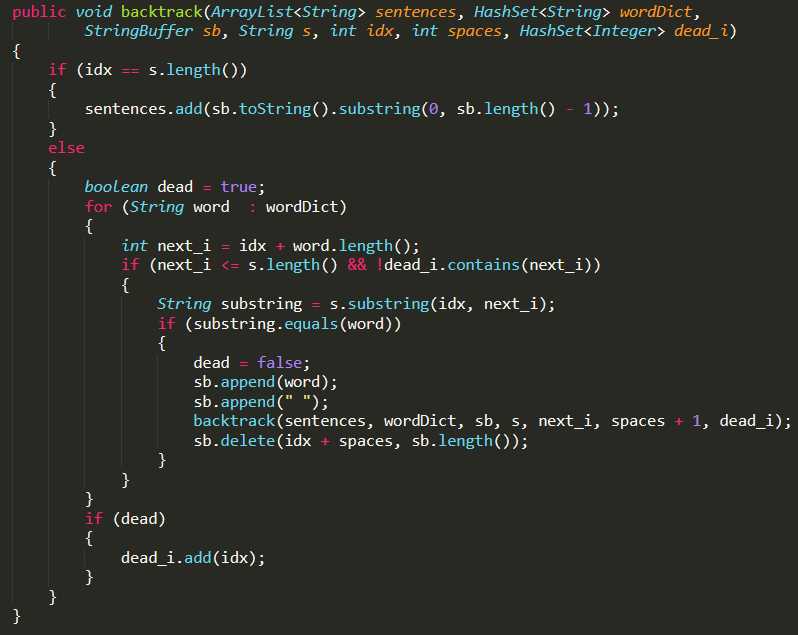 public void backtrack(ArrayList<String> sentences, HashSet<String> wordDict,
        StringBuffer sb, String s, int idx, int spaces, HashSet<Integer> dead_i)
{
    if (idx == s.length())
    {
        sentences.add(sb.toString().substring(0, sb.length() - 1));
    }
    else
    {
        boolean dead = true;
        for (String word  : wordDict)
        {
            int next_i = idx + word.length();
            if (next_i <= s.length() && !dead_i.contains(next_i))
            {
                String substring = s.substring(idx, next_i);
                if (substring.equals(word))
                {
                    dead = false;
                    sb.append(word);
                    sb.append(" ");
                    backtrack(sentences, wordDict, sb, s, next_i, spaces + 1, dead_i);
                    sb.delete(idx + spaces, sb.length());
                }
            }
        }
        if (dead)
        {
            dead_i.add(idx);
        }
    }
}